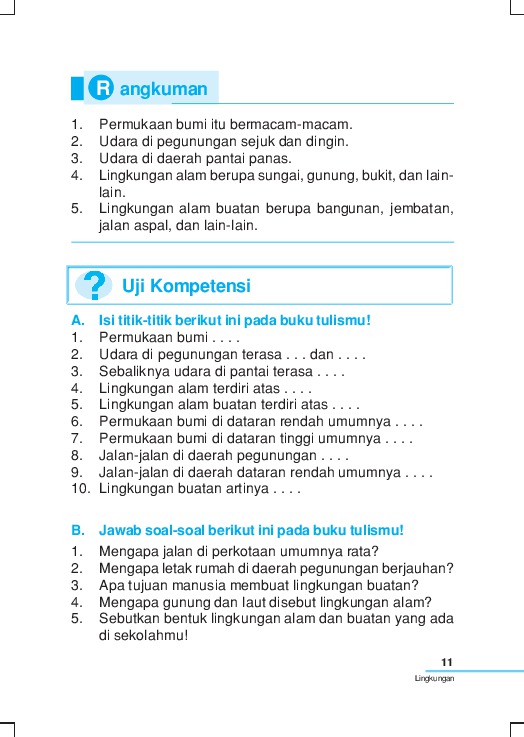 Rangkuman
1. Permukaan bumi itu bermacam-macam.
2. Udara di pegunungan sejuk dan dingin.
3. Udara di daerah pantai panas.
4. Lingkungan alam berupa sungai, gunung, bukit, dan lain-
lain.
5. Lingkungan alam buatan berupa bangunan, jembatan,
jalan aspal, dan lain-lain.
? Uji Kompetensi
A. Isi titik-titik berikut ini pada buku tulismu!
1. Permukaan bumi . . . .
2. Udara di pegunungan terasa . . . dan . . . .
3. Sebaliknya udara di pantai terasa . . . .
4. Lingkungan alam terdiri atas . . . .
5. Lingkungan alam buatan terdiri atas . . . .
6. Permukaan bumi di dataran rendah umumnya . . . .
7. Permukaan bumi di dataran tinggi umumnya . . . .
8. Jalan-jalan di daerah pegunungan . . . .
9. Jalan-jalan di daerah dataran rendah umumnya . . . .
10. Lingkungan buatan artinya . . . .
B. Jawab soal-soal berikut ini pada buku tulismu!
1. Mengapa jalan di perkotaan umumnya rata?
2. Mengapa letak rumah di daerah pegunungan berjauhan?
3. Apa tujuan manusia membuat lingkungan buatan?
4. Mengapa gunung dan laut disebut lingkungan alam?
5. Sebutkan bentuk lingkungan alam dan buatan yang ada
di sekolahmu!
11
Lingkungan